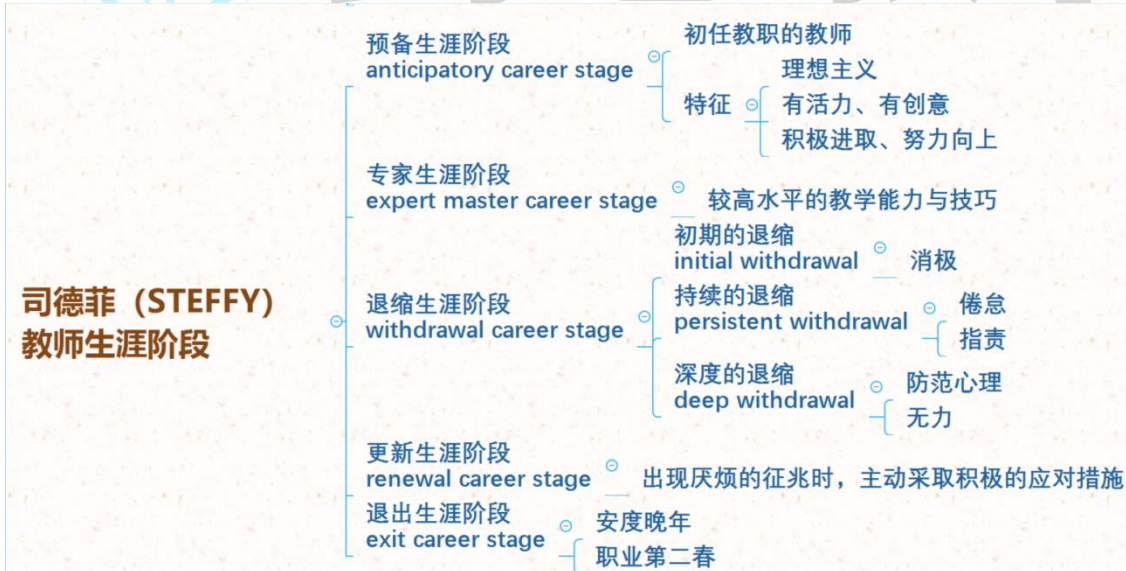 司德菲（STEFFY）
教师生涯阶段
预备生涯阶段
anticipatory career stage
初任教职的教师
特征
理想主义
有活力、有创意
积极进取、努力向上
专家生涯阶段
expert master career stage
较高水平的教学能力与技巧
退缩生涯阶段
withdrawal career stage
初期的退缩
initial withdrawal
消极
持续的退缩
persistent withdrawal
倦怠
指责
深度的退缩
deep withdrawal
防范心理
无力
更新生涯阶段
renewal career stage
出现厌烦的征兆时，主动采取积极的应对措施
退出生涯阶段
exit career stage
安度晚年
职业第二春